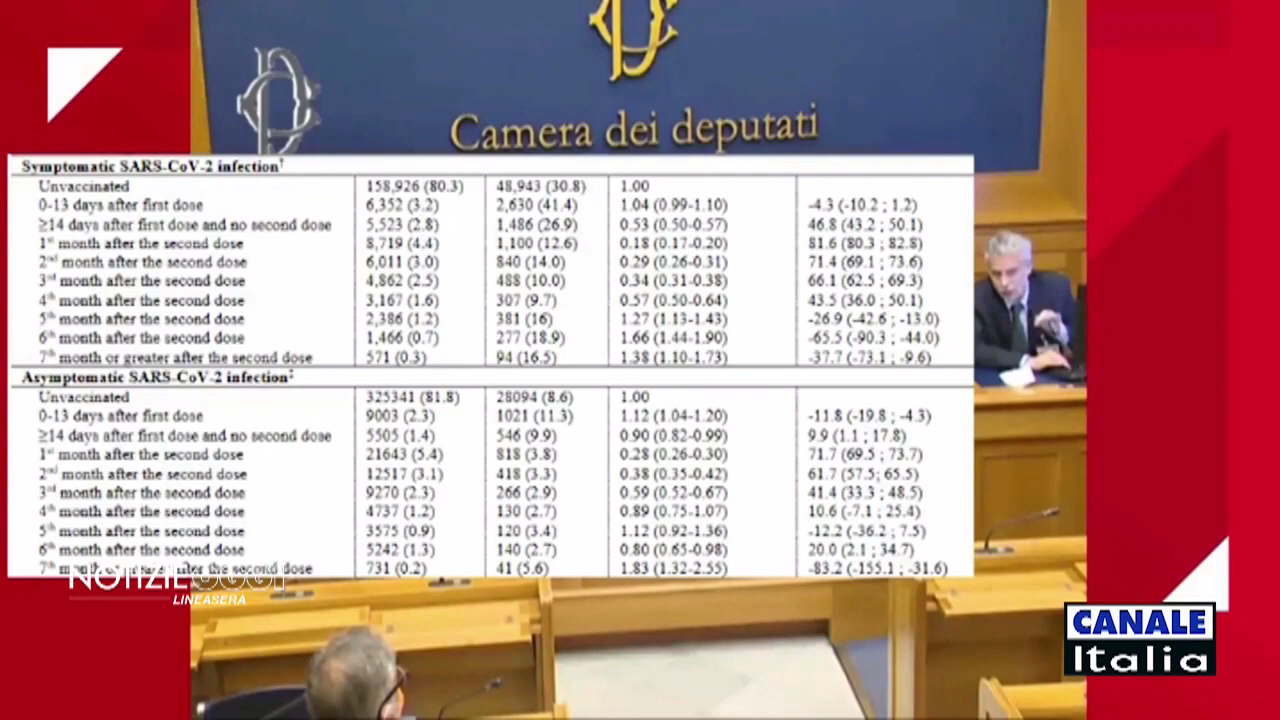 Camera dei deputati
Symptomatic SARS-CoV-2 infection†
Unvaccinated 158,926 (80.3) 48,943 (30.8) 1.00
0-13 days after first dose 6,352 (3.2) 2,630 (41.4) 1.04 (0.99-1.10) -4.3 (-10.2 ; 1.2)
≥14 days after first dose and no second dose 5,523 (2.8) 1,486 (26.9) 0.53 (0.50-0.57) 46.8 (43.2 ; 50.1)
1st month after the second dose 8,719 (4.4) 1,100 (12.6) 0.18 (0.17-0.20) 81.6 (80.3 ; 82.8)
2nd month after the second dose 6,011 (3.0) 840 (14.0) 0.29 (0.26-0.31) 71.4 (69.1 ; 73.6)
3rd month after the second dose 4,862 (2.5) 488 (10.0) 0.34 (0.31-0.38) 66.1 (62.5 ; 69.3)
4th month after the second dose 3,167 (1.6) 307 (9.7) 0.57 (0.50-0.64) 43.5 (36.0 ; 50.1)
5th month after the second dose 2,386 (1.2) 381 (16) 1.27 (1.13-1.43) -26.9 (-42.6 ; -13.0)
6th month after the second dose 1,466 (0.7) 277 (18.9) 1.66 (1.44-1.90) -65.5 (-90.3 ; -44.0)
7th month or greater after the second dose 571 (0.3) 94 (16.5) 1.38 (1.10-1.73) -37.7 (-73.1 ; -9.6)
Asymptomatic SARS-CoV-2 infection‡
Unvaccinated 325341 (81.8) 28094 (8.6) 1.00
0-13 days after first dose 9003 (2.3) 1021 (11.3) 1.12 (1.04-1.20) -11.8 (-19.8 ; -4.3)
≥14 days after first dose and no second dose 5505 (1.4) 546 (9.9) 0.90 (0.82-0.99) 9.9 (1.1 ; 17.8)
1st month after the second dose 21643 (5.4) 818 (3.8) 0.28 (0.26-0.30) 71.7 (69.5 ; 73.7)
2nd month after the second dose 12517 (3.1) 418 (3.3) 0.38 (0.35-0.42) 61.7 (57.5; 65.5)
3rd month after the second dose 9270 (2.3) 266 (2.9) 0.59 (0.52-0.67) 41.4 (33.3 ; 48.5)
4th month after the second dose 4737 (1.2) 130 (2.7) 0.89 (0.75-1.07) 10.6 (-7.1 ; 25.4)
5th month after the second dose 3575 (0.9) 120 (3.4) 1.12 (0.92-1.36) -12.2 (-36.2 ; 7.5)
6th month after the second dose 5242 (1.3) 140 (2.7) 0.80 (0.65-0.98) 20.0 (2.1 ; 34.7)
7th month or greater after the second dose 731 (0.2) 41 (5.6) 1.83 (1.32-2.55) -83.2 (-155.1 ; -31.6)
NOTIZIE OGGI
LINEASERA
CANALE
Italia